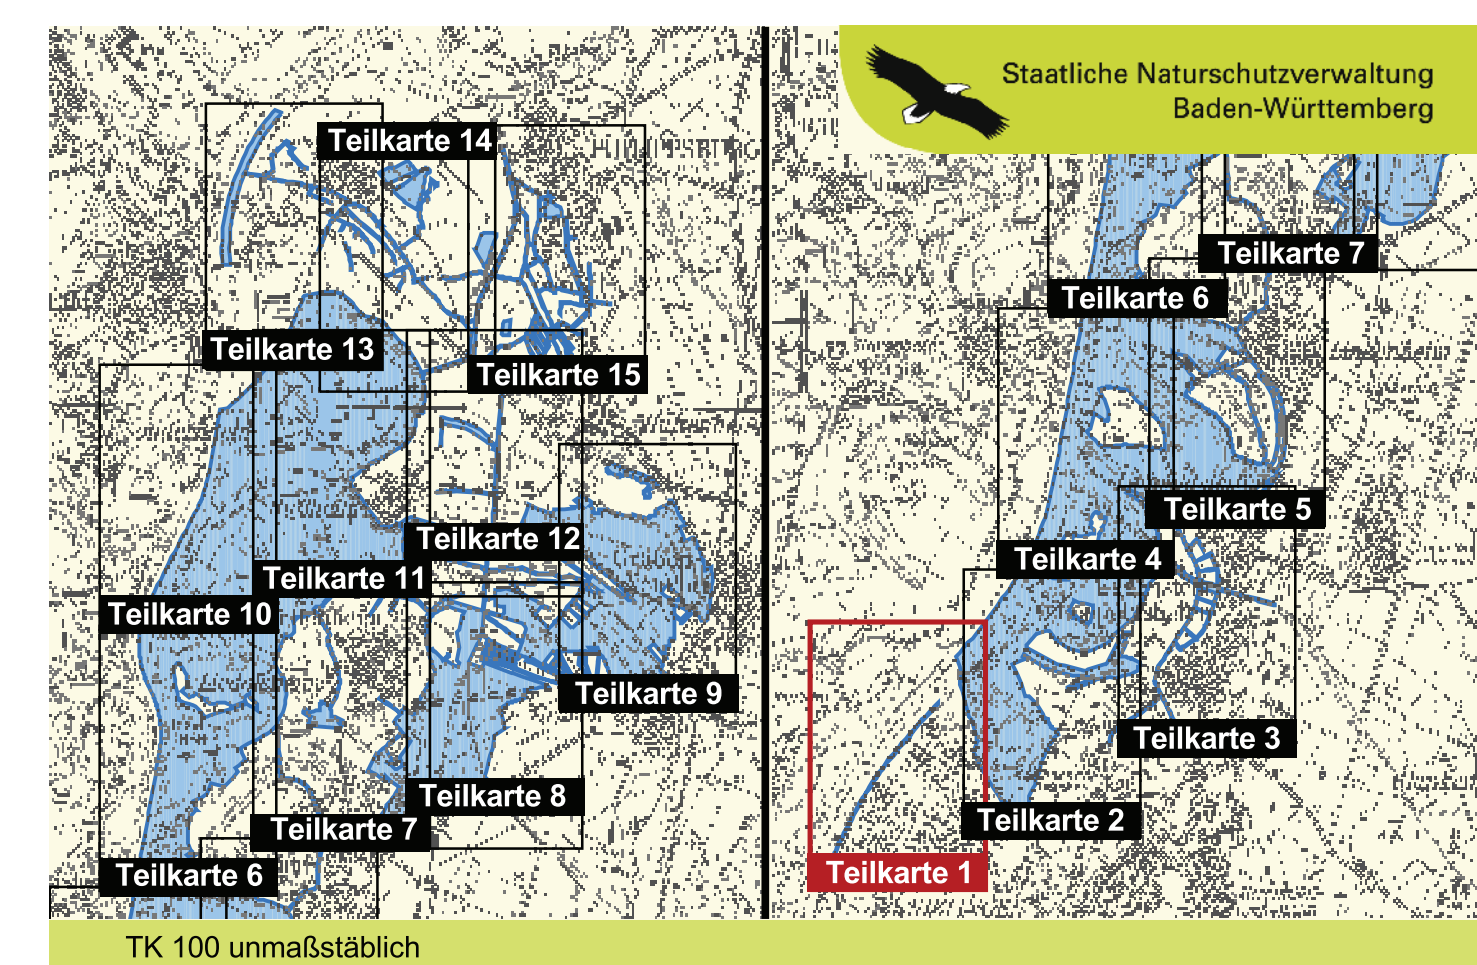 Staatliche Naturschutzverwaltung
Baden-Württemberg
Teilkarte 14
Teilkarte 13
Teilkarte 15
Teilkarte 12
Teilkarte 11
Teilkarte 10
Teilkarte 9
Teilkarte 8
Teilkarte 7
Teilkarte 6
Teilkarte 7
Teilkarte 6
Teilkarte 5
Teilkarte 4
Teilkarte 3
Teilkarte 2
Teilkarte 1
TK 100 unmaßstäblich